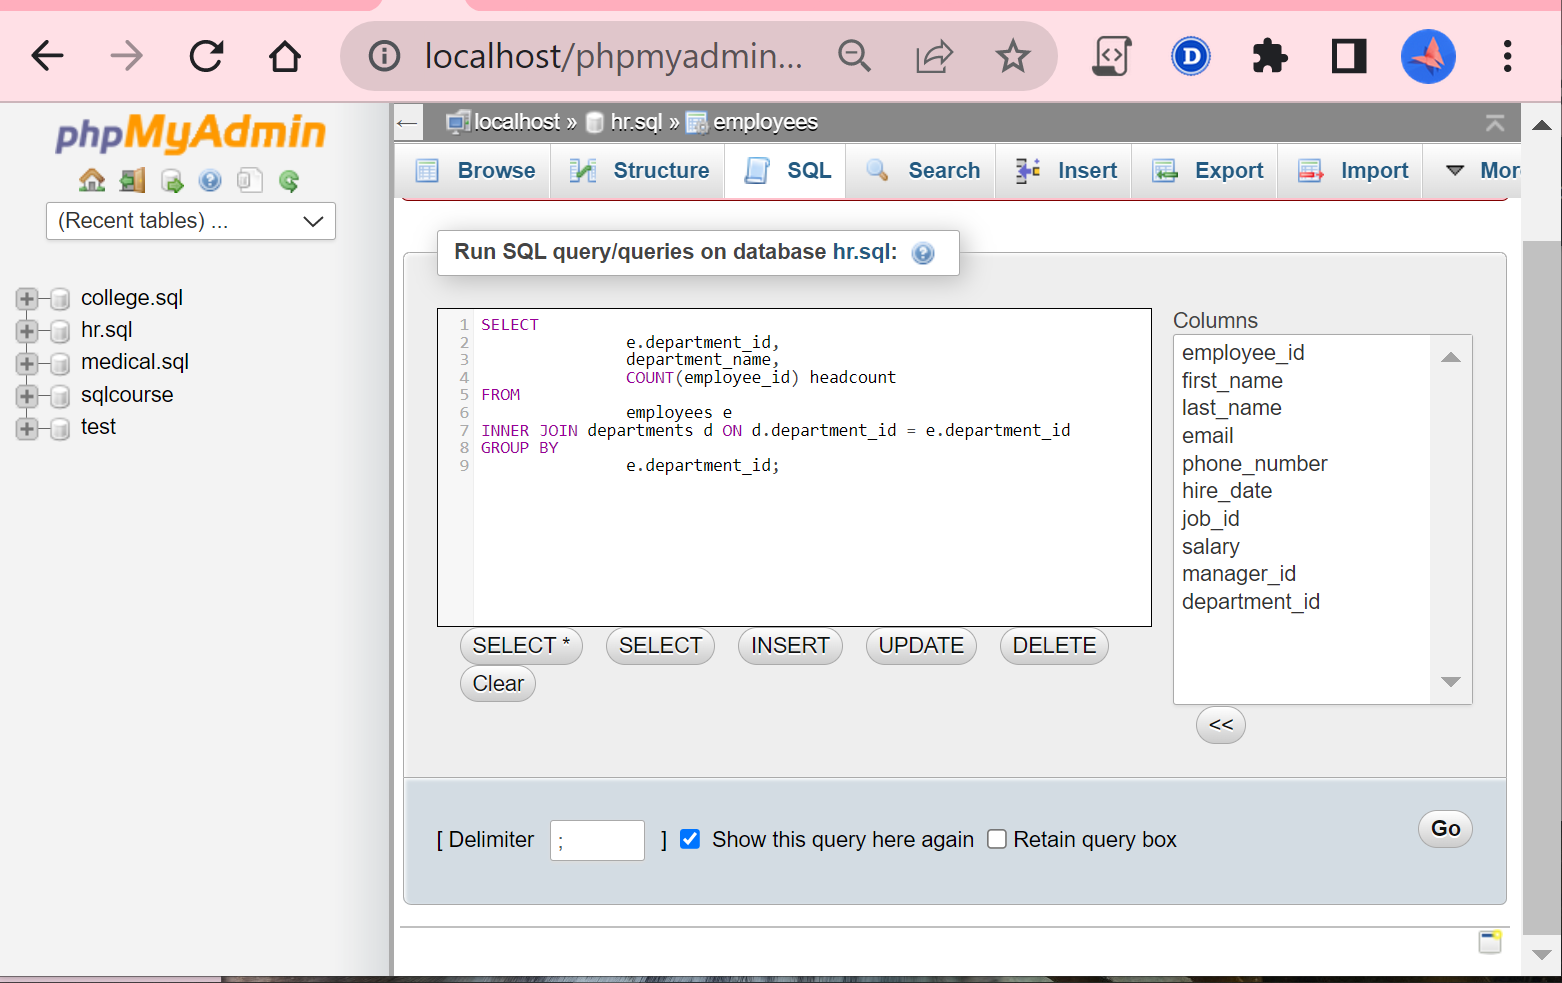 localhost/phpmyadmin...
D
phpMyAdmin
(Recent tables) ...
college.sql
hr.sql
medical.sql
sqlcourse
test
localhost » hr.sql » employees
Browse Structure SQL Search Insert Export Import Mor
Run SQL query/queries on database hr.sql:
1 SELECT
2 e.department_id,
3 department_name,
4 COUNT(employee_id) headcount
5 FROM
6 employees e
7 INNER JOIN departments d ON d.department_id = e.department_id
8 GROUP BY
9 e.department_id;
Columns
employee_id
first_name
last_name
email
phone_number
hire_date
job_id
salary
manager_id
department_id
SELECT * SELECT INSERT UPDATE DELETE
Clear
<<
[ Delimiter ; ] Show this query here again Retain query box
Go